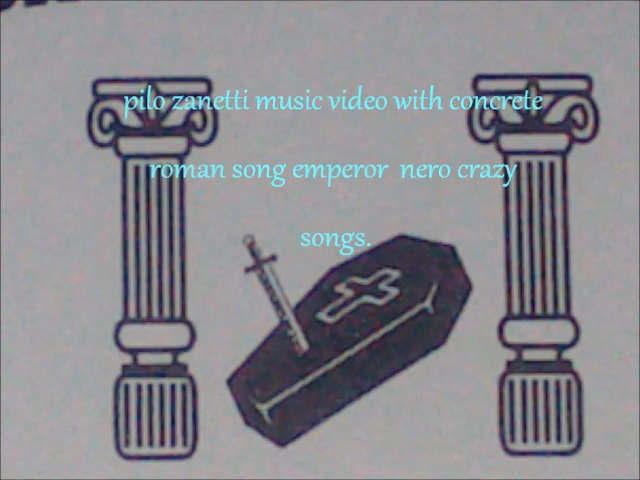 pilo zanetti music video with concrete
roman song emperor  nero crazy
songs.